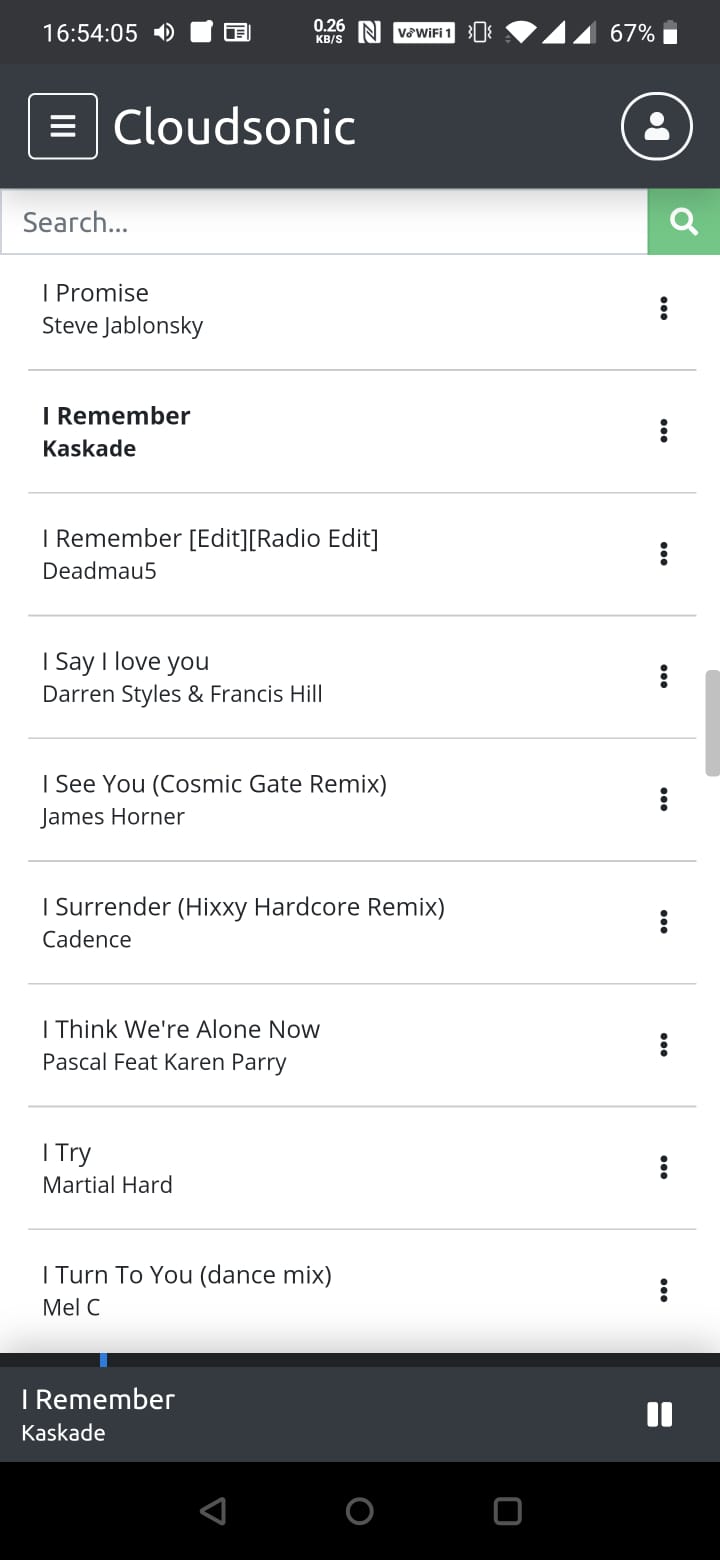 16:54:05
0.26
KB/S
VoWiFi 1
67%
Cloudsonic
Search...
I Promise
Steve Jablonsky
I Remember
Kaskade
I Remember [Edit][Radio Edit]
Deadmau5
I Say I love you
Darren Styles & Francis Hill
I See You (Cosmic Gate Remix)
James Horner
I Surrender (Hixxy Hardcore Remix)
Cadence
I Think We're Alone Now
Pascal Feat Karen Parry
I Try
Martial Hard
I Turn To You (dance mix)
Mel C
I Remember
Kaskade